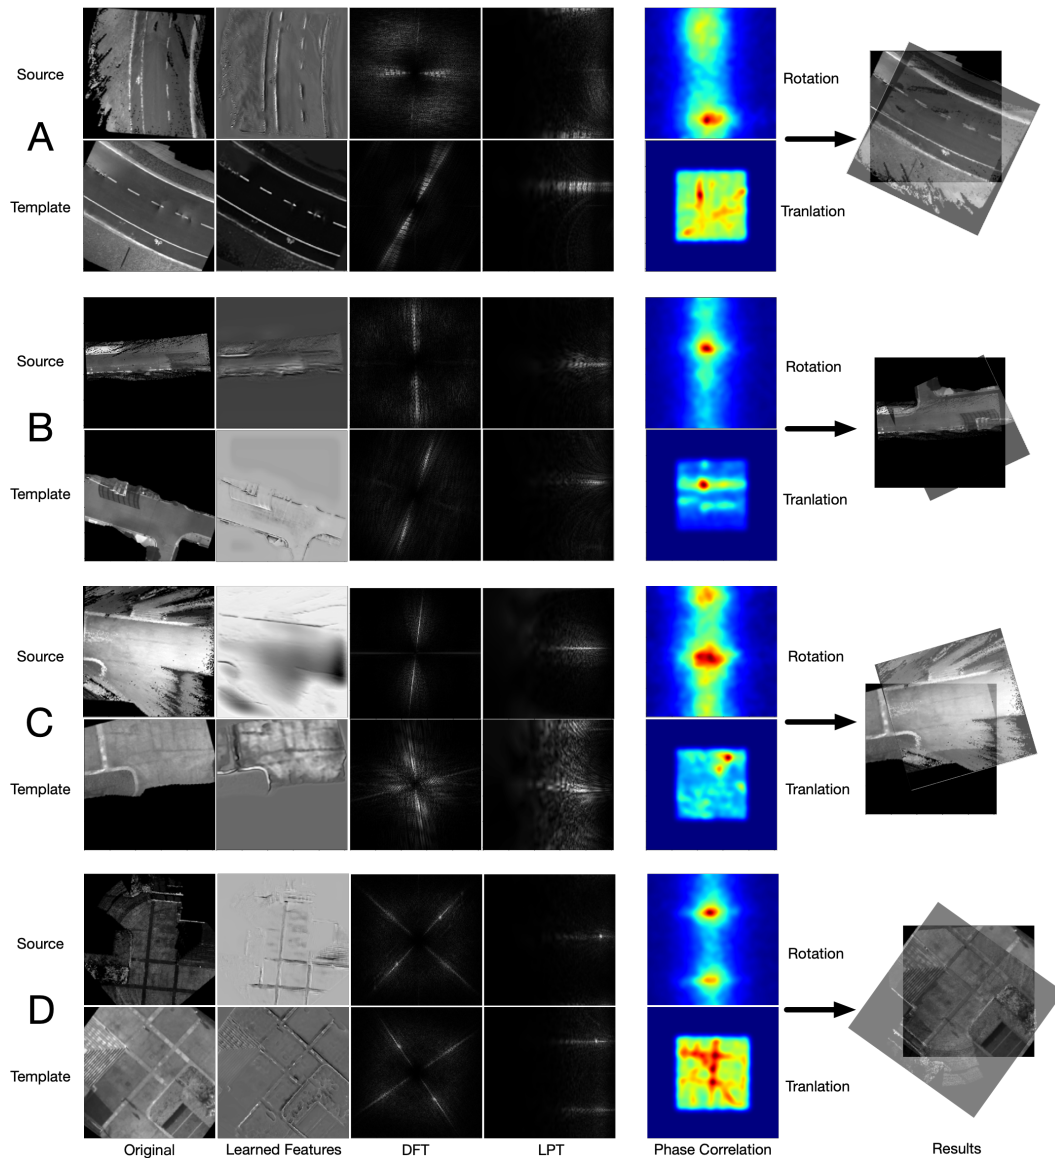 Source
Rotation
A
Template
Tranlation
Source
Rotation
B
Template
Tranlation
Source
Rotation
C
Template
Tranlation
Source
Rotation
D
Template
Tranlation
Original
Learned Features
DFT
LPT
Phase Correlation
Results